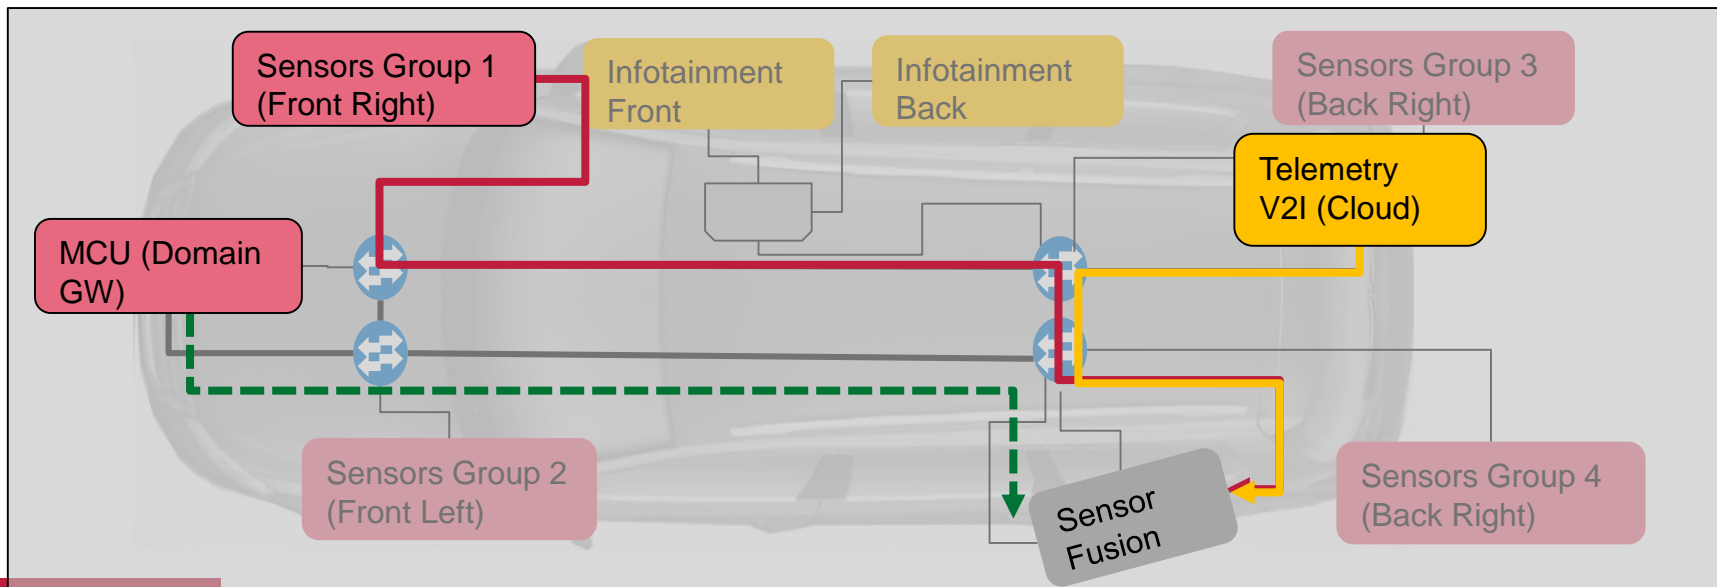 Sensors Group 1
(Front Right)
Infotainment
Front
Infotainment
Back
Sensors Group 3
(Back Right)
Telemetry
V2I (Cloud)
MCU (Domain
GW)
Sensors Group 2
(Front Left)
Sensor
Fusion
Sensors Group 4
(Back Right)